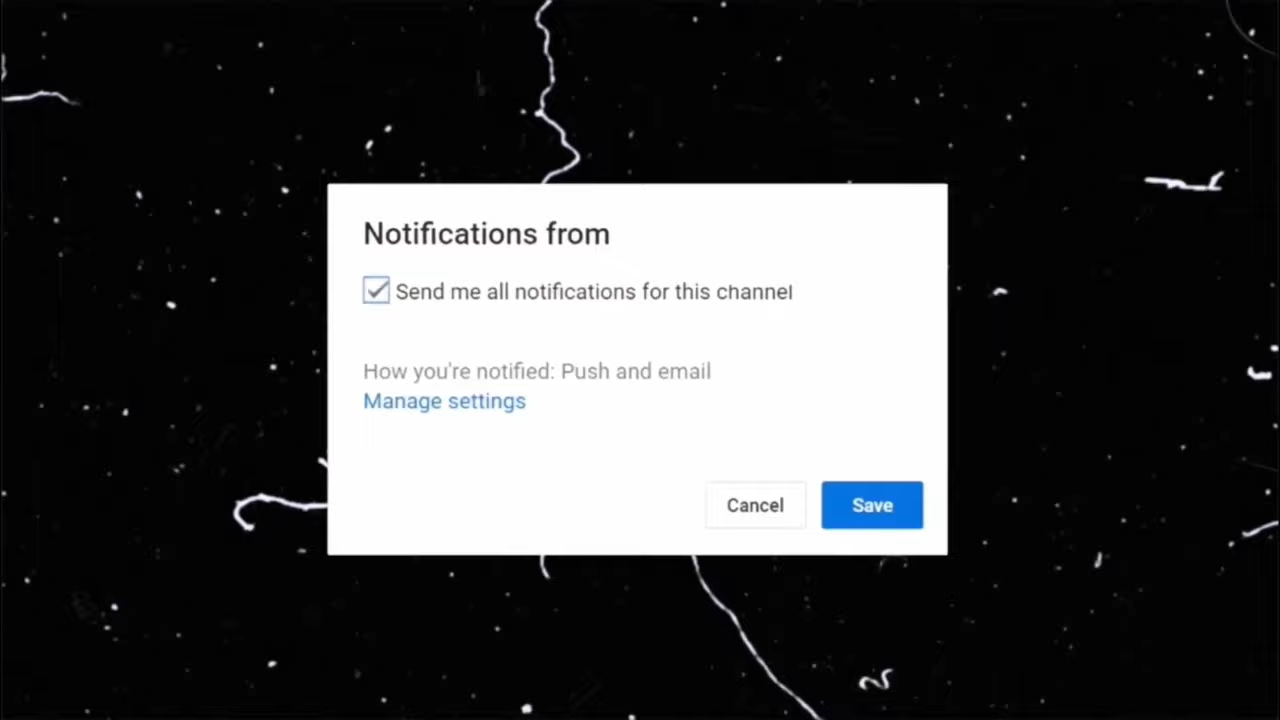 Notifications from
Send me all notifications for this channel
How you're notified: Push and email
Manage settings
Cancel Save